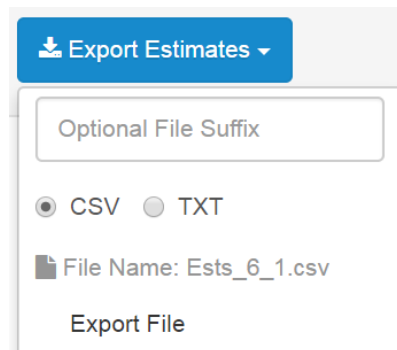 Export Estimates
Optional File Suffix
CSV TXT
File Name: Ests_6_1.csv
Export File